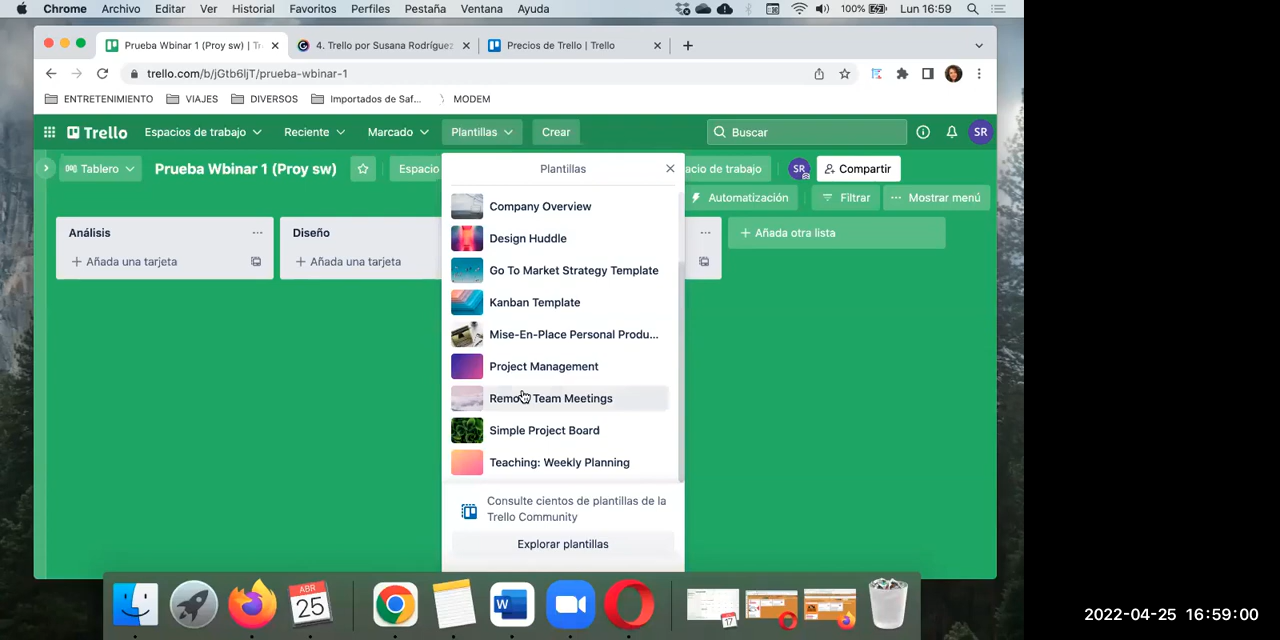 Chrome Archivo Editar Ver Historial Favoritos Perfiles Pestaña Ventana Ayuda 100% Lun 16:59
Prueba Wbinar 1 (Proy sw) | Tr
4. Trello por Susana Rodríguez
Precios de Trello | Trello
trello.com/b/jGtb6ljT/prueba-wbinar-1
ENTRETENIMIENTO VIAJES DIVERSOS Importados de Saf... MODEM
Trello Espacios de trabajo Reciente Marcado Plantillas Crear Buscar SR
Tablero Prueba Wbinar 1 (Proy sw) Espacio Plantillas acio de trabajo SR Compartir
Automatización Filtrar Mostrar menú
Company Overview
Análisis Diseño Añada otra lista
Design Huddle
Añada una tarjeta Añada una tarjeta
Go To Market Strategy Template
Kanban Template
Mise-En-Place Personal Produ...
Project Management
Remo Team Meetings
Simple Project Board
Teaching: Weekly Planning
Consulte cientos de plantillas de la
Trello Community
Explorar plantillas
ABR
25
W
17
2022-04-25 16:59:00